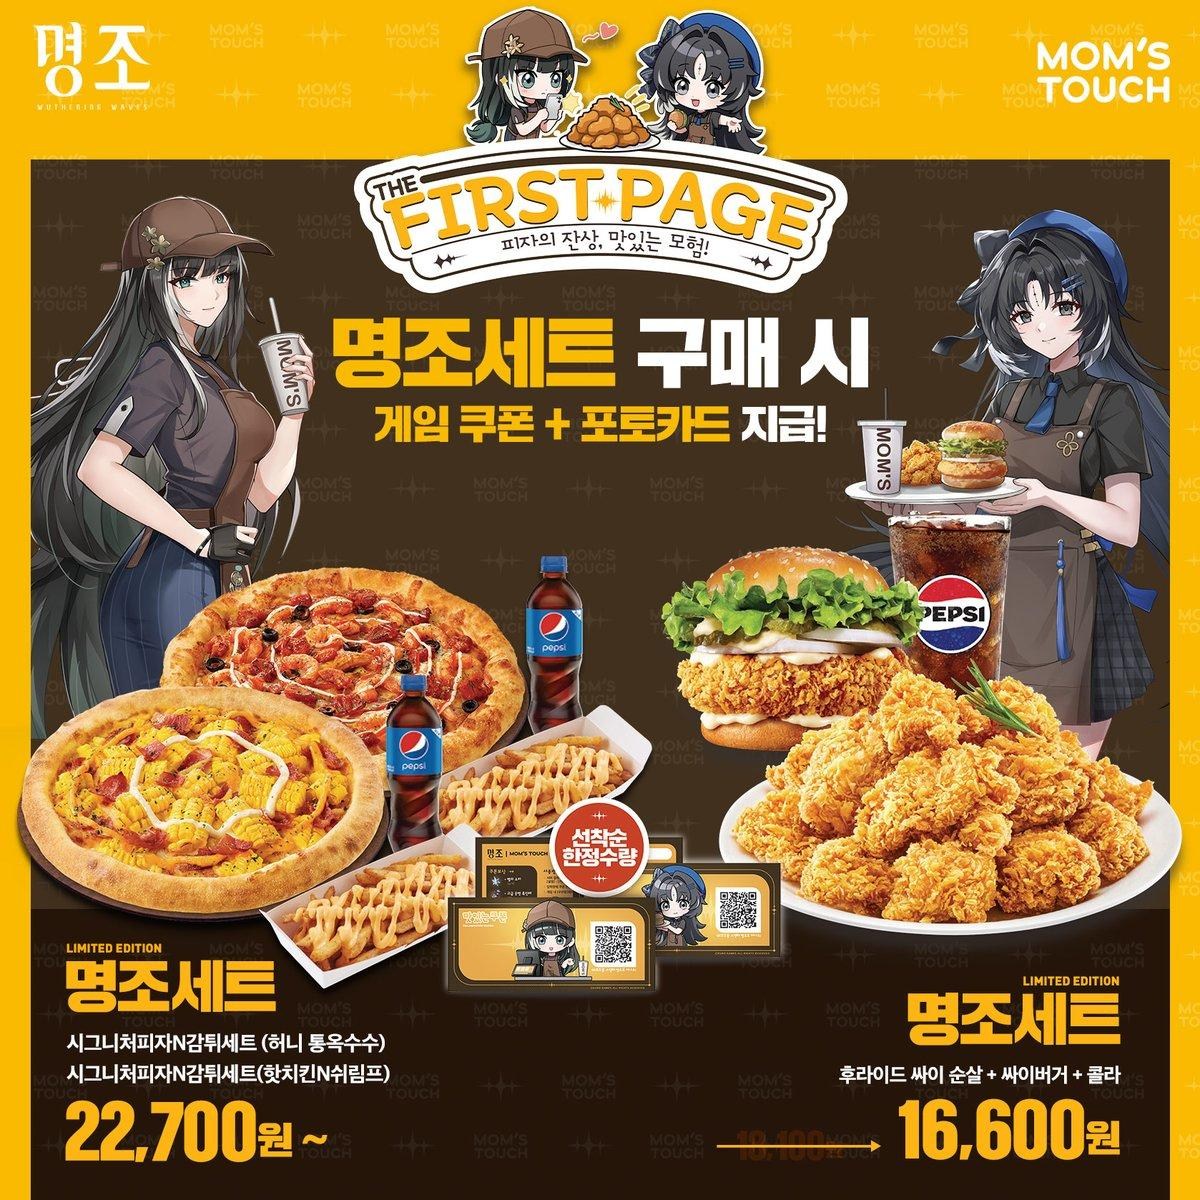 명조
WUTHERING WAVES
MOM'S
TOUCH
THE
FIRST PAGE
피자의 잔상, 맛있는 모험!
명조세트 구매 시
게임 쿠폰 + 포토카드 지급!
MOM'S
MOM'S
PEPSI
pepsi
pepsi
선착순
한정수량
명조 | MOM'S TOUCH
맛있는쿠폰
LIMITED EDITION
명조세트
시그니처피자N감튀세트 (허니 통옥수수)
시그니처피자N감튀세트(핫치킨N쉬림프)
22,700원 ~
LIMITED EDITION
명조세트
후라이드 싸이 순살 + 싸이버거 + 콜라
18,100원
16,600원